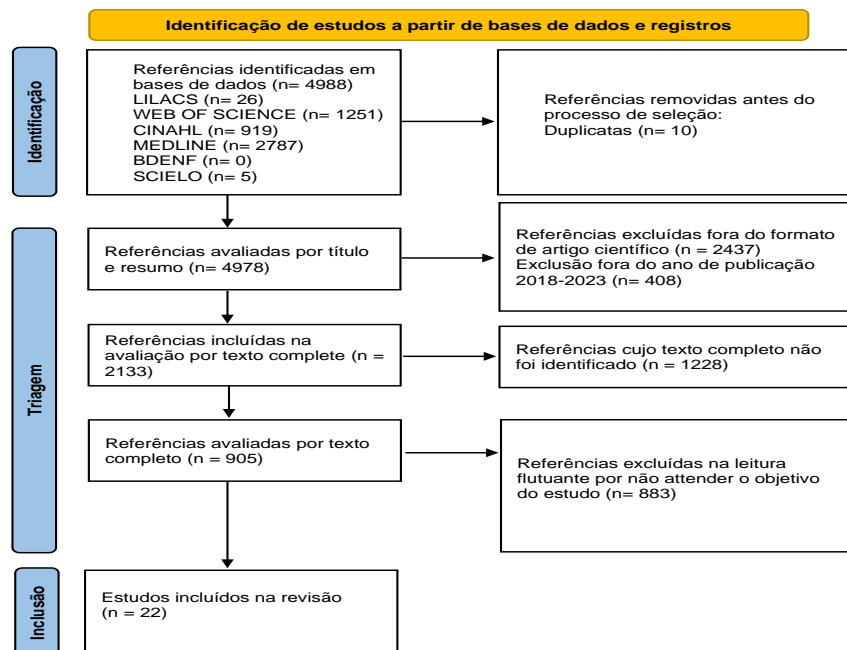 Identificação de estudos a partir de bases de dados e registros
Identificação
Referências identificadas em
bases de dados (n= 4988)
LILACS (n= 26)
WEB OF SCIENCE (n= 1251)
CINAHL (n= 919)
MEDLINE (n= 2787)
BDENF (n= 0)
SCIELO (n= 5)
Referências removidas antes do
processo de seleção:
Duplicatas (n= 10)
Triagem
Referências avaliadas por título
e resumo (n= 4978)
Referências excluídas fora do formato
de artigo científico (n = 2437)
Exclusão fora do ano de publicação
2018-2023 (n= 408)
Referências incluídas na
avaliação por texto complete (n =
2133)
Referências cujo texto completo não
foi identificado (n = 1228)
Referências avaliadas por texto
completo (n = 905)
Referências excluídas na leitura
flutuante por não attender o objetivo
do estudo (n= 883)
Inclusão
Estudos incluídos na revisão
(n = 22)